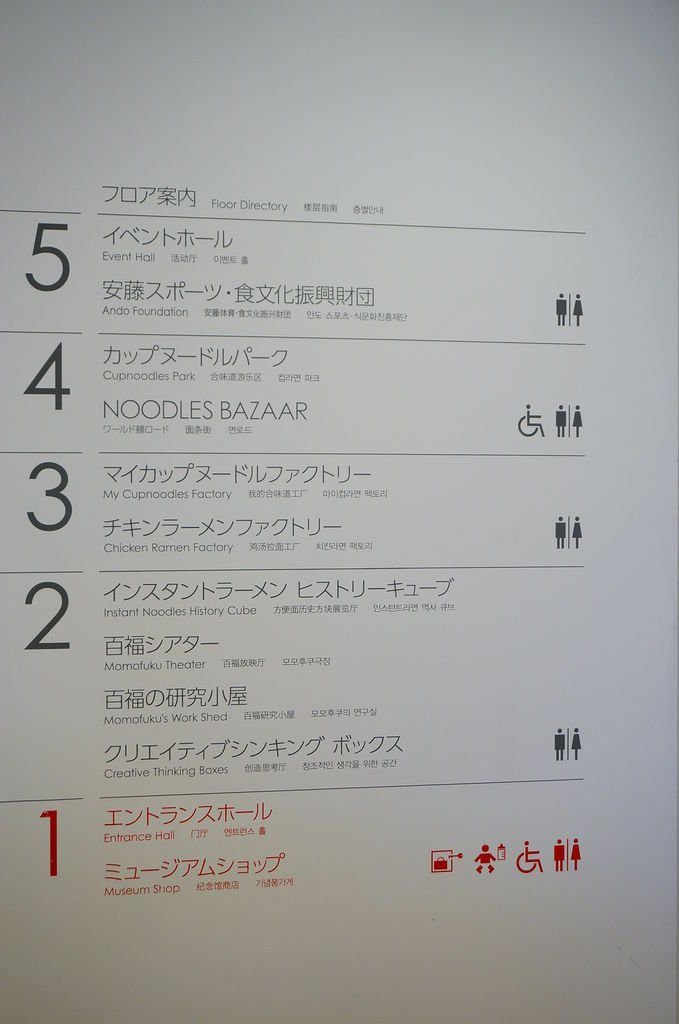 フロア案内 Floor Directory 楼层指南 층별안내
5
イベントホール
Event Hall 活动厅 이벤트 홀
安藤スポーツ・食文化振興財団
Ando Foundation 安藤体育·食文化振兴财团 안도 스포츠·식문화진흥재단
4
カップヌードルパーク
Cupnoodles Park 合味道游乐区 컵라면 파크
NOODLES BAZAAR
ワールド麺ロード 面条街 면로드
3
マイカップヌードルファクトリー
My Cupnoodles Factory 我的合味道工厂 마이컵라면 팩토리
チキンラーメンファクトリー
Chicken Ramen Factory 鸡汤拉面工厂 치킨라면 팩토리
2
インスタントラーメン ヒストリーキューブ
Instant Noodles History Cube 方便面历史方块展览厅 인스턴트라면 역사 큐브
百福シアター
Momofuku Theater 百福放映厅 모모후쿠극장
百福の研究小屋
Momofuku's Work Shed 百福研究小屋 모모후쿠의 연구실
クリエイティブシンキング ボックス
Creative Thinking Boxes 创造思考厅 창조적인 생각을 위한 공간
1
エントランスホール
Entrance Hall 门厅 엔트런스 홀
ミュージアムショップ
Museum Shop 纪念馆商店 기념품가게